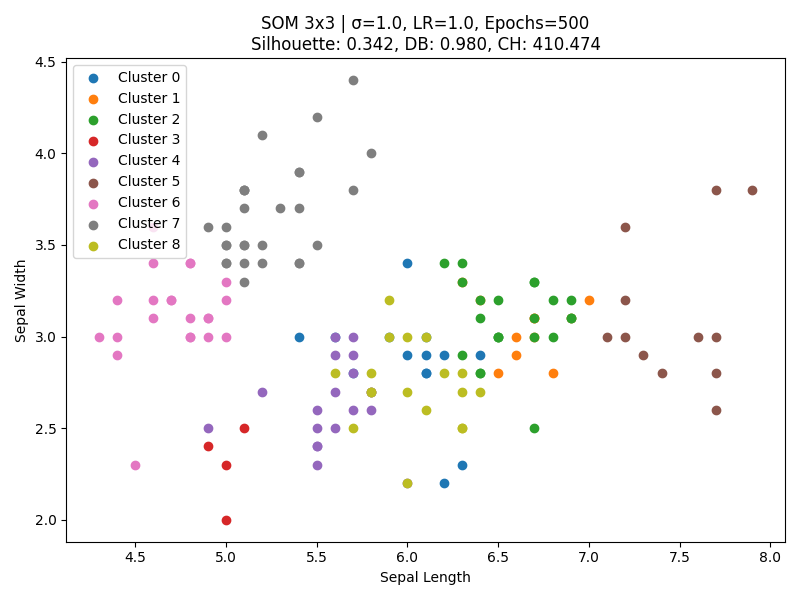 SOM 3x3 | σ=1.0, LR=1.0, Epochs=500
Silhouette: 0.342, DB: 0.980, CH: 410.474
4.5
4.0
3.5
3.0
2.5
2.0
Sepal Width
Cluster 0
Cluster 1
Cluster 2
Cluster 3
Cluster 4
Cluster 5
Cluster 6
Cluster 7
Cluster 8
4.5 5.0 5.5 6.0 6.5 7.0 7.5 8.0
Sepal Length